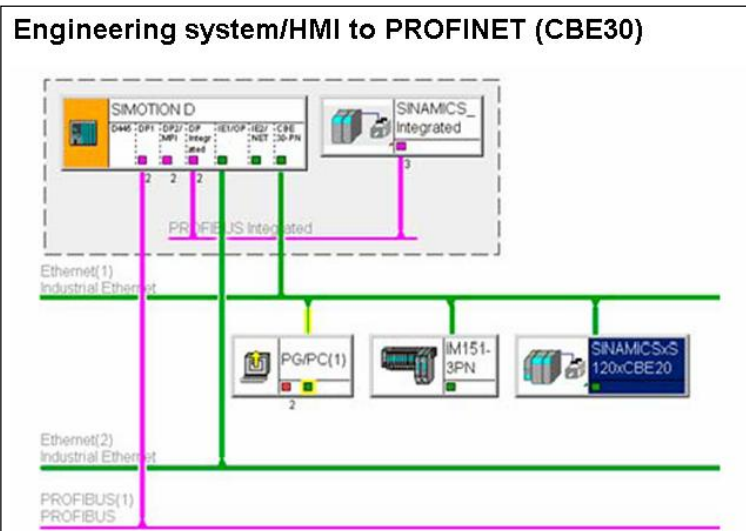 Engineering system/HMI to PROFINET (CBE30)
SIMOTION D
D445 DP1 DP2/ DP IE1/OP IE2/ CBE
MPI Integr NET 30-PN
ated
2 2 2
SINAMICS_
Integrated
3
PROFIBUS Integrated
Ethernet(1)
Industrial Ethernet
PG/PC(1)
2
IM151-
3PN
SINAMICSxS
120xCBE20
Ethernet(2)
Industrial Ethernet
PROFIBUS(1)
PROFIBUS